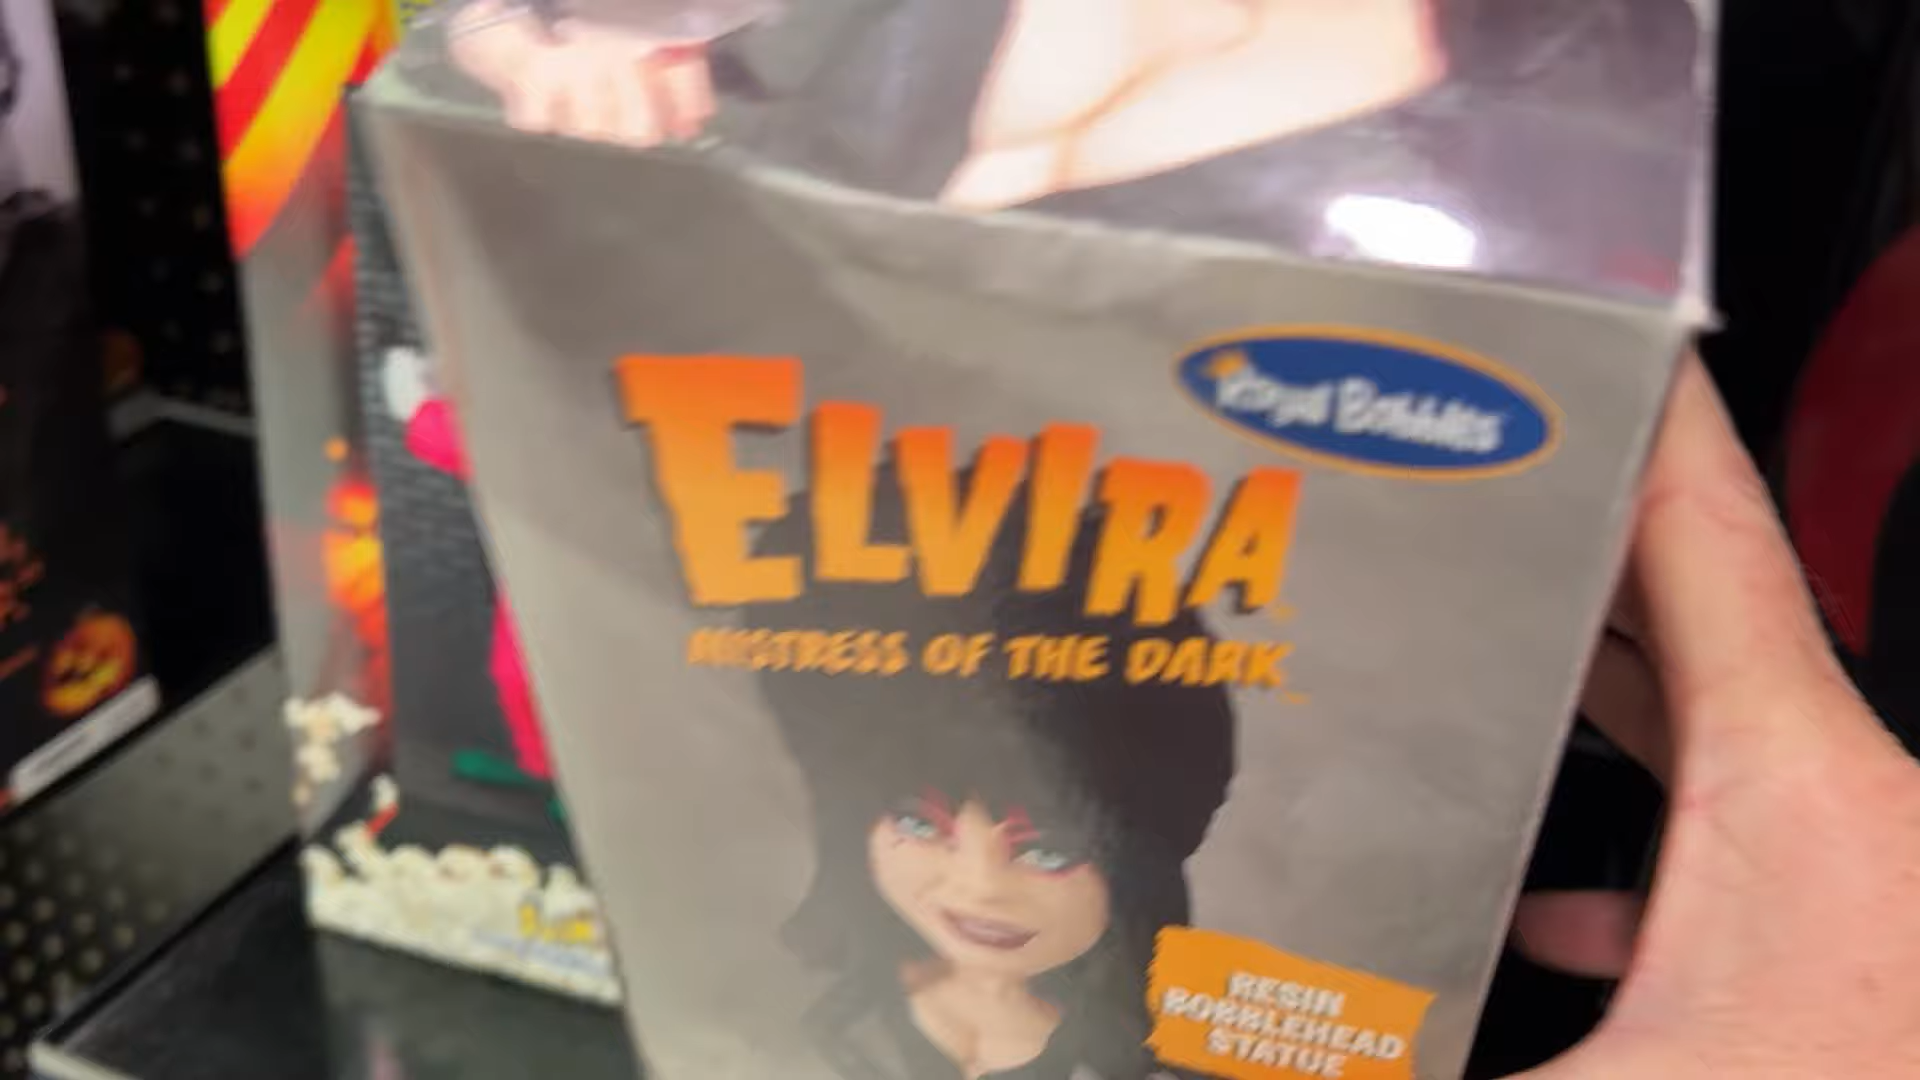 Royal Bobbles
ELVIRA
MISTRESS OF THE DARK
RESIN
BOBBLEHEAD
STATUE